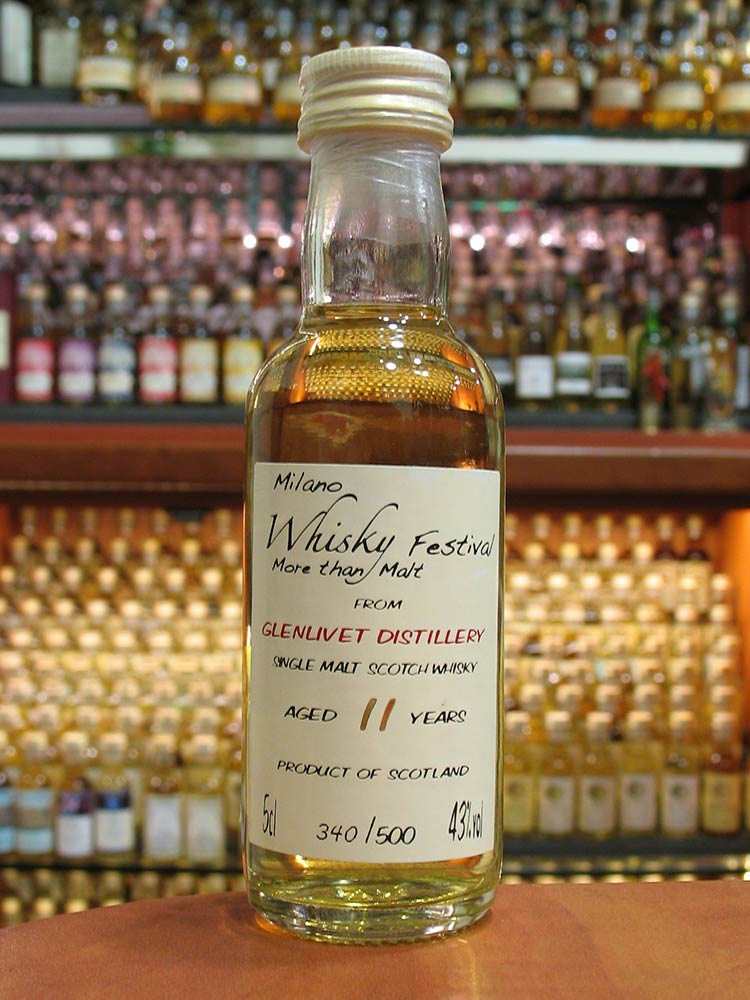 Milano
Whisky Festival
More than Malt
FROM
GLENLIVET DISTILLERY
SINGLE MALT SCOTCH WHISKY
AGED 11 YEARS
PRODUCT OF SCOTLAND
5cl 340/500 43%vol